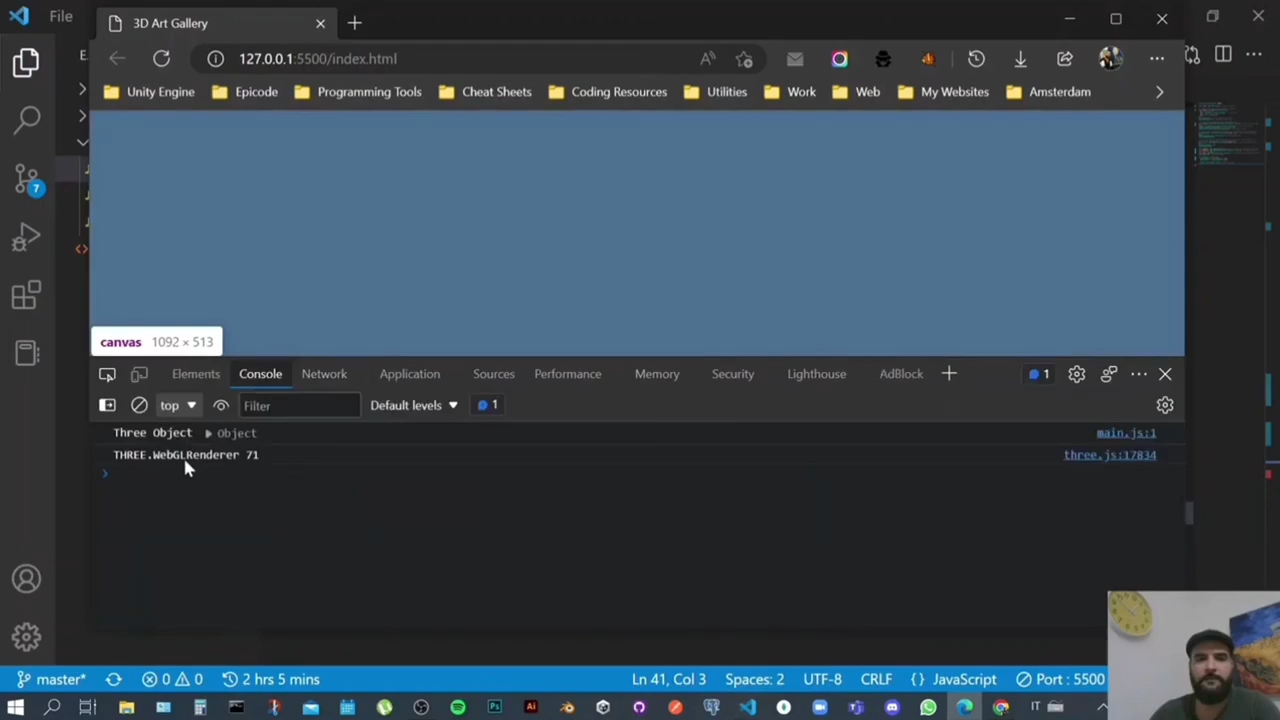 File
3D Art Gallery
E
127.0.0.1:5500/index.html
Unity Engine
Epicode
Programming Tools
Cheat Sheets
Coding Resources
Utilities
Work
Web
My Websites
Amsterdam
7
canvas 1092 × 513
Elements
Console
Network
Application
Sources
Performance
Memory
Security
Lighthouse
AdBlock
1
top
Filter
Default levels
1
Three Object Object
main.js:1
THREE.WebGLRenderer 71
three.js:17834
master*
0 0
2 hrs 5 mins
Ln 41, Col 3
Spaces: 2
UTF-8
CRLF
{ } JavaScript
Port : 5500
Ps
Ai
IT